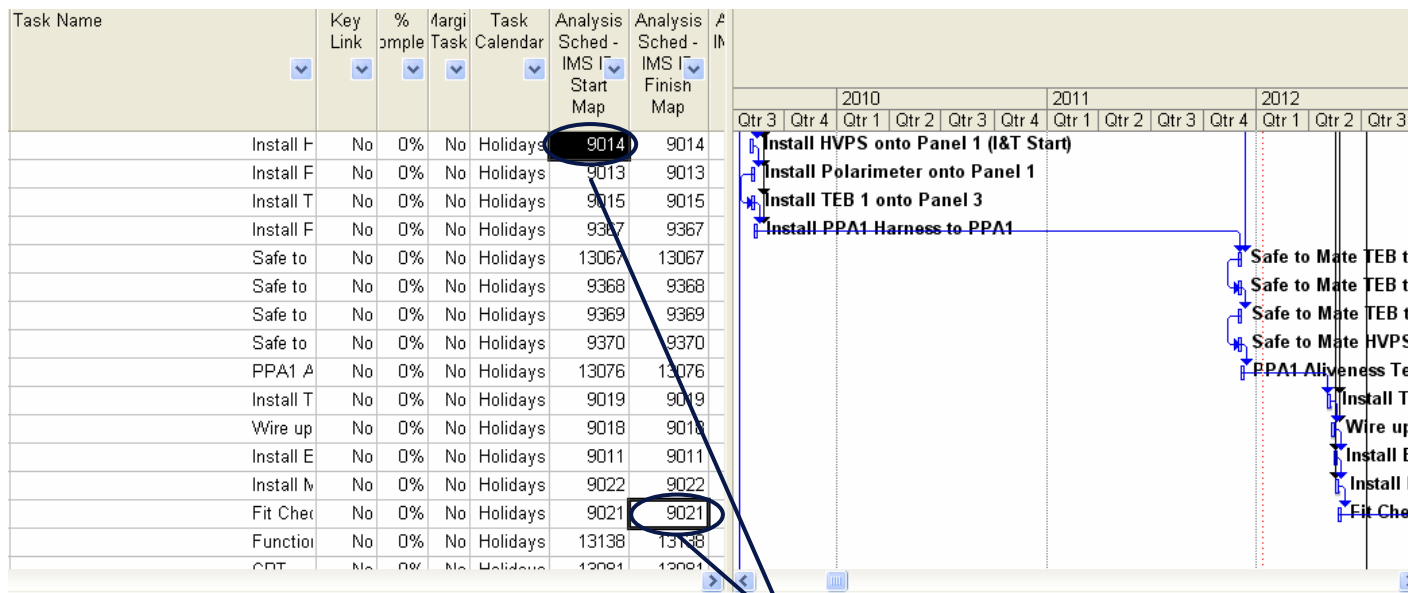 Task Name Key % Margi Task Analysis Analysis A
Link omple Task Calendar Sched - Sched - IM
IMS I IMS I
Start Finish
Map Map
2010 2011 2012
Qtr 3 Qtr 4 Qtr 1 Qtr 2 Qtr 3 Qtr 4 Qtr 1 Qtr 2 Qtr 3 Qtr 4 Qtr 1 Qtr 2 Qtr 3
Install H No 0% No Holidays 9014 9014 Install HVPS onto Panel 1 (I&T Start)
Install F No 0% No Holidays 9013 9013 Install Polarimeter onto Panel 1
Install T No 0% No Holidays 9015 9015 Install TEB 1 onto Panel 3
Install F No 0% No Holidays 9367 9367 Install PPA1 Harness to PPA1
Safe to No 0% No Holidays 13067 13067 Safe to Mate TEB t
Safe to No 0% No Holidays 9368 9368 Safe to Mate TEB t
Safe to No 0% No Holidays 9369 9369 Safe to Mate TEB t
Safe to No 0% No Holidays 9370 9370 Safe to Mate HVPS
PPA1 A No 0% No Holidays 13076 13076 PPA1 Aliveness Te
Install T No 0% No Holidays 9019 9019 Install T
Wire up No 0% No Holidays 9018 9018 Wire up
Install E No 0% No Holidays 9011 9011 Install E
Install M No 0% No Holidays 9022 9022 Install
Fit Chec No 0% No Holidays 9021 9021 Fit Che
Function No 0% No Holidays 13138 13138
CPT No 0% No Holidays 13081 13081